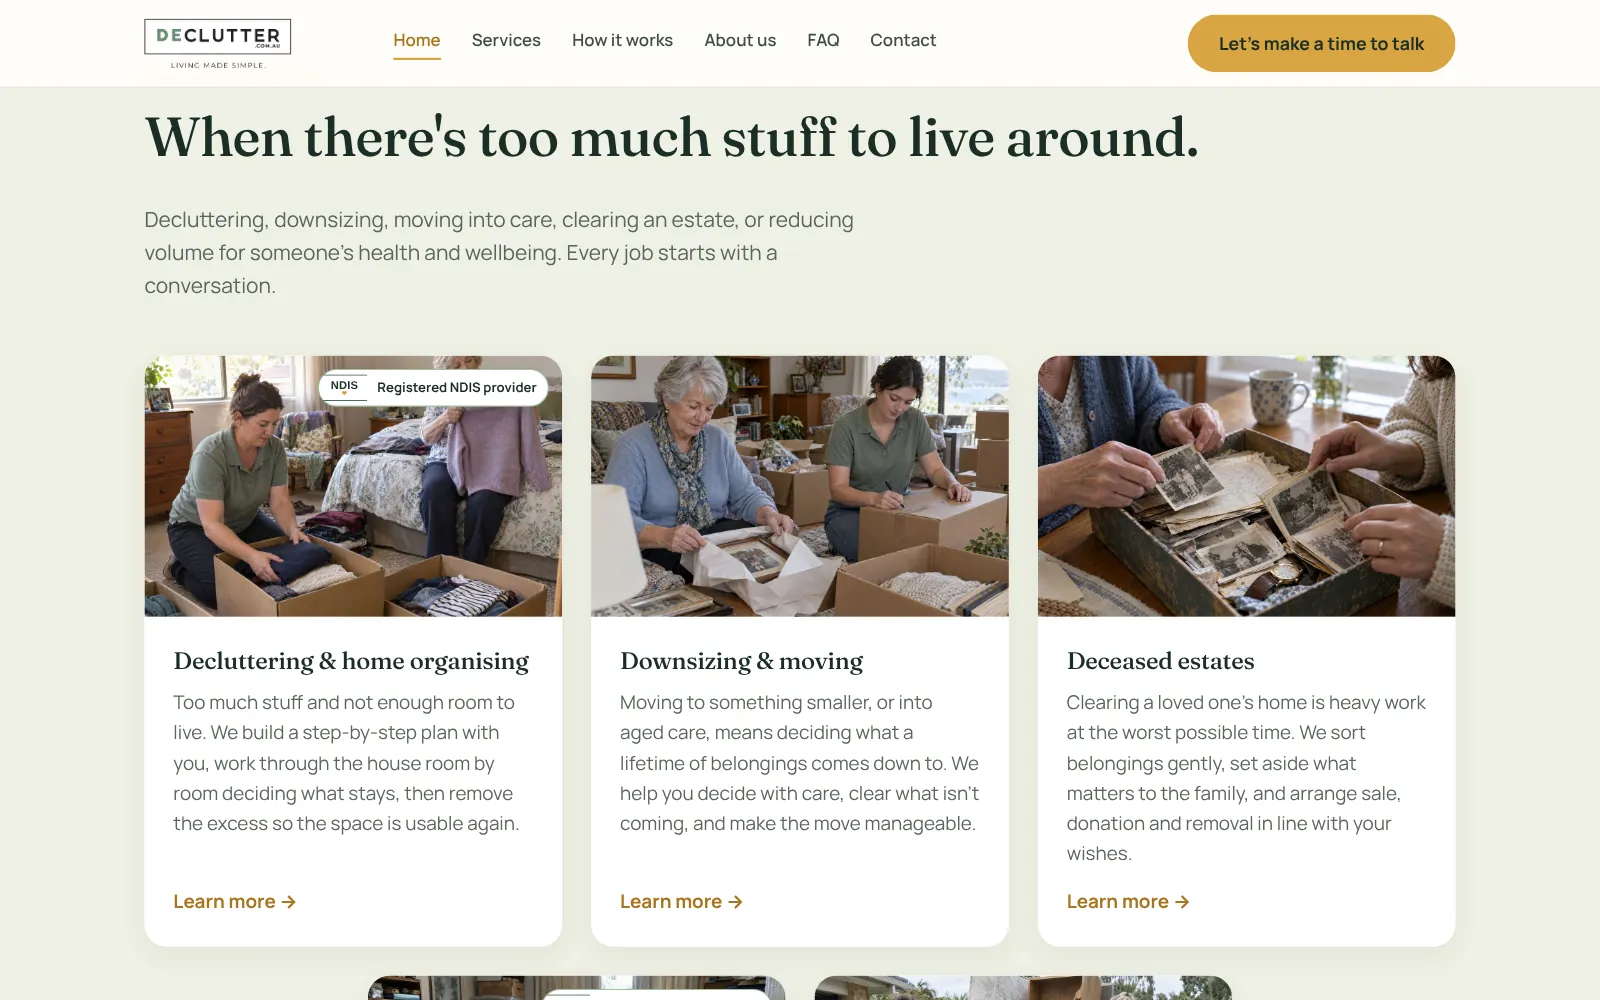 DECLUTTER
.COM.AU
LIVING MADE SIMPLE.
Home
Services
How it works
About us
FAQ
Contact
Let's make a time to talk
When there's too much stuff to live around.
Decluttering, downsizing, moving into care, clearing an estate, or reducing
volume for someone's health and wellbeing. Every job starts with a
conversation.
NDIS
Registered NDIS provider
Decluttering & home organising
Too much stuff and not enough room to
live. We build a step-by-step plan with
you, work through the house room by
room deciding what stays, then remove
the excess so the space is usable again.
Learn more →
Downsizing & moving
Moving to something smaller, or into
aged care, means deciding what a
lifetime of belongings comes down to. We
help you decide with care, clear what isn't
coming, and make the move manageable.
Learn more →
Deceased estates
Clearing a loved one's home is heavy work
at the worst possible time. We sort
belongings gently, set aside what
matters to the family, and arrange sale,
donation and removal in line with your
wishes.
Learn more →